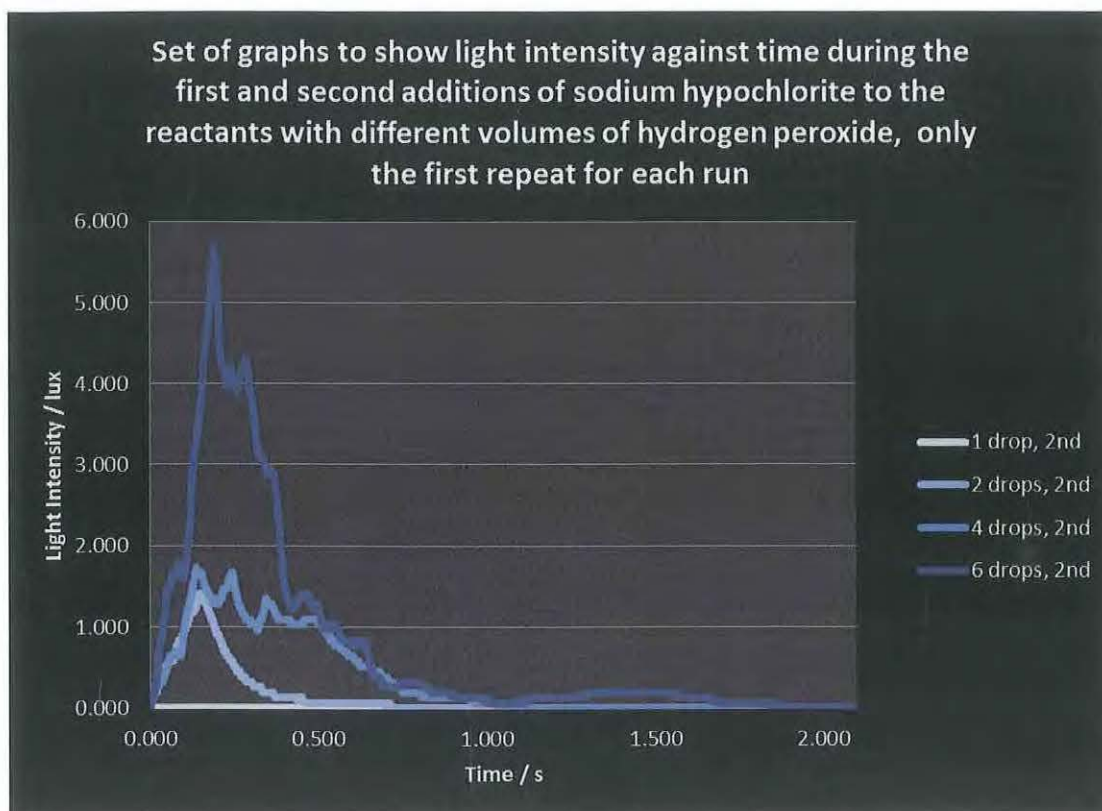 Set of graphs to show light intensity against time during the
first and second additions of sodium hypochlorite to the
reactants with different volumes of hydrogen peroxide, only
the first repeat for each run
6.000
5.000
4.000
3.000
2.000
1.000
0.000
Light Intensity / lux
0.000 0.500 1.000 1.500 2.000
Time / s
1 drop, 2nd
2 drops, 2nd
4 drops, 2nd
6 drops, 2nd